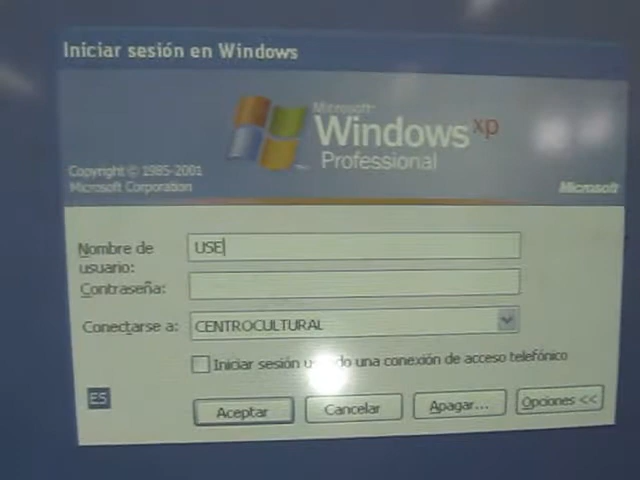 Iniciar sesión en Windows
Microsoft
Windows xp
Professional
Copyright © 1985-2001
Microsoft Corporation
Microsoft
Nombre de usuario: USE
Contraseña:
Conectarse a: CENTROCULTURAL
Iniciar sesión una conexión de acceso telefónico
ES
Aceptar Cancelar Apagar... Opciones <<